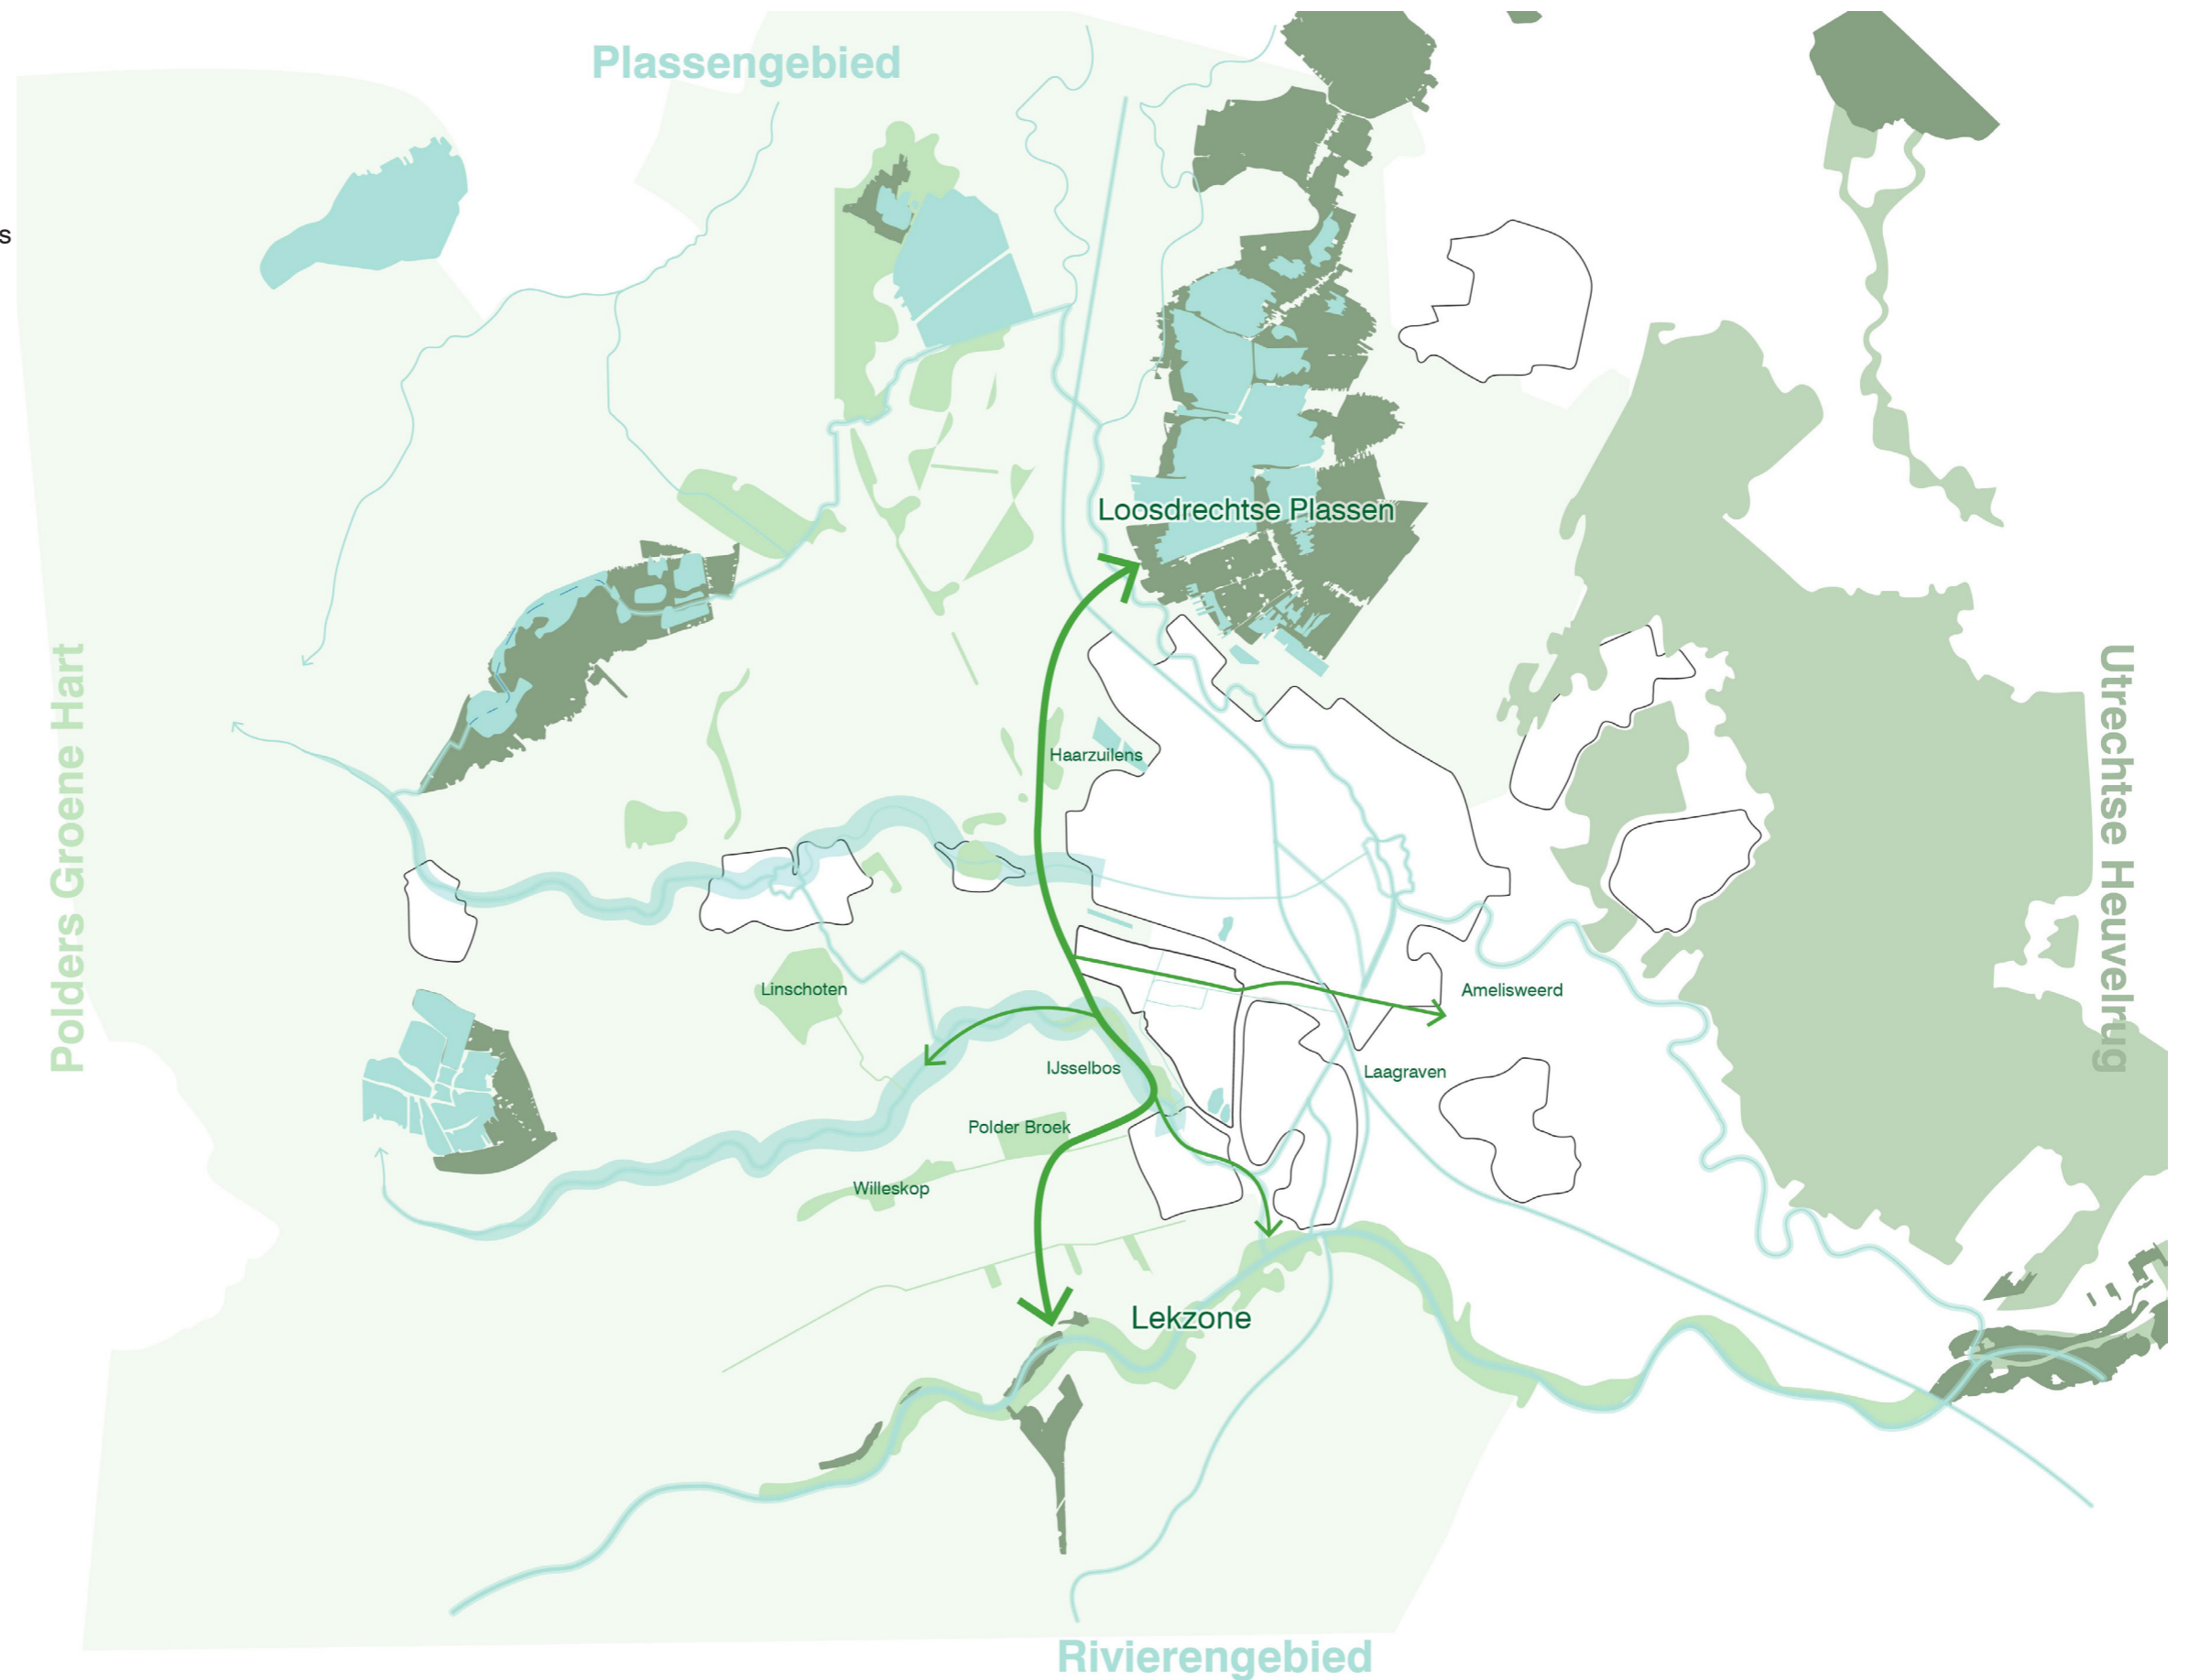 Plassengebied
s
Loosdrechtse Plassen
Polders Groene Hart
Utrechtse Heuvelrug
Haarzuilens
Linschoten
Amelisweerd
IJsselbos
Laagraven
Polder Broek
Willeskop
Lekzone
Rivierengebied